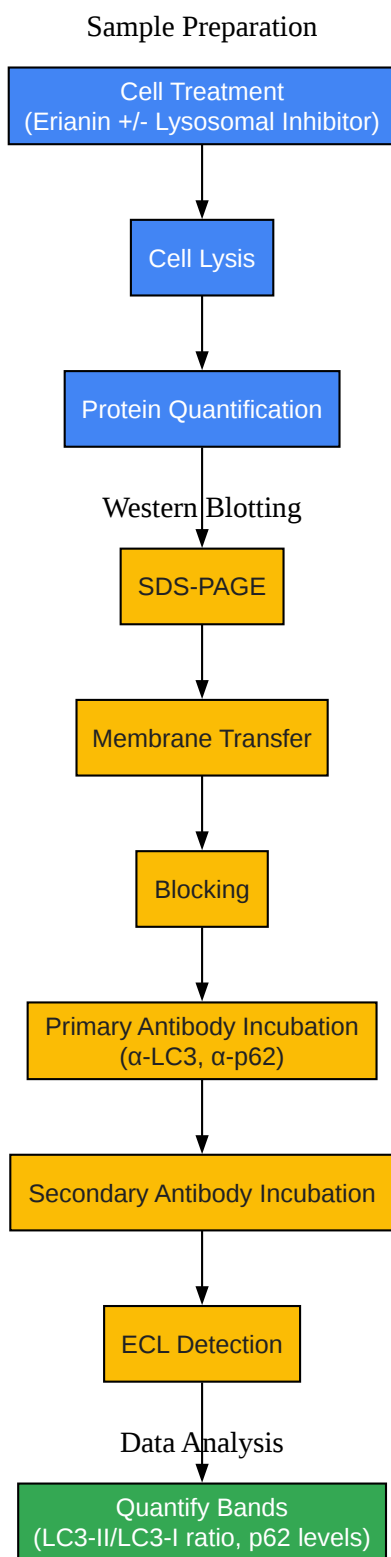 Sample Preparation
Cell Treatment
(Erianin +/- Lysosomal Inhibitor)
Cell Lysis
Protein Quantification
Western Blotting
SDS-PAGE
Membrane Transfer
Blocking
Primary Antibody Incubation
(α-LC3, α-p62)
Secondary Antibody Incubation
ECL Detection
Data Analysis
Quantify Bands
(LC3-II/LC3-I ratio, p62 levels)